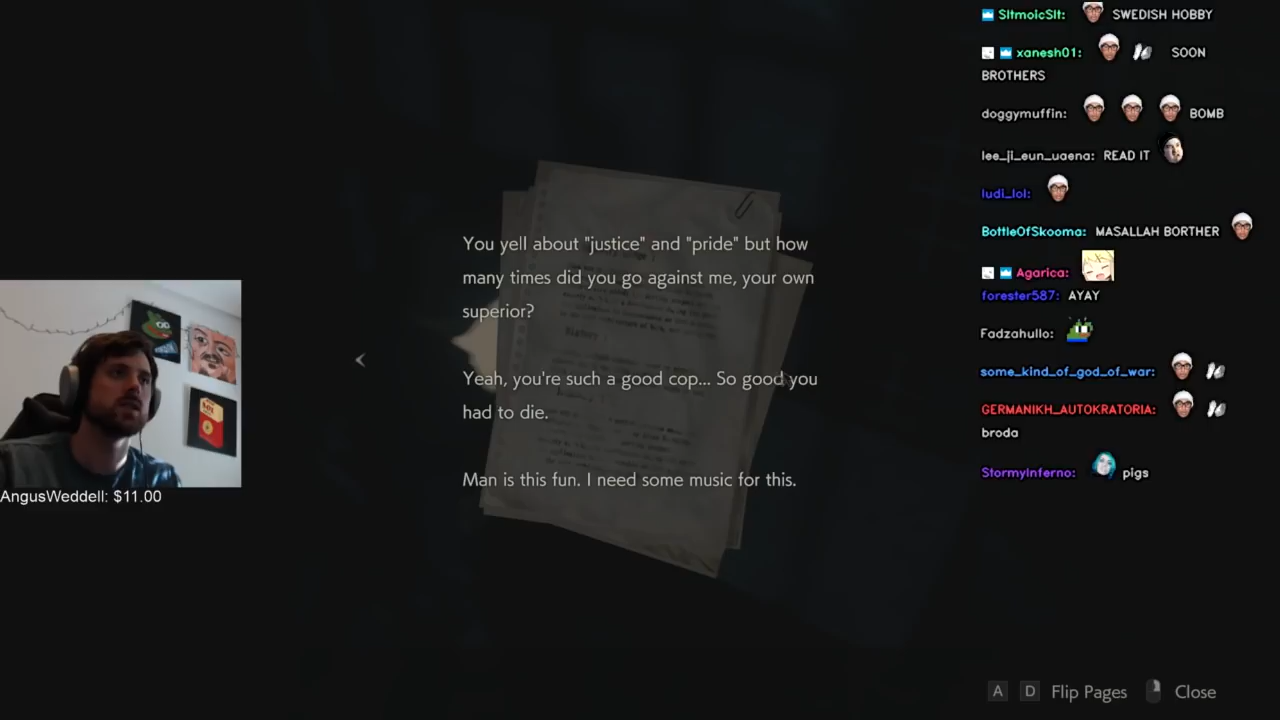 SltmolcSlt: SWEDISH HOBBY
xanesh01: SOON
BROTHERS
doggymuffin: BOMB
lee_jl_eun_uaena: READ IT
ludi_lol:
BottleOfSkooma: MASALLAH BORTHER
Agarica:
forester587: AYAY
Fadzahullo:
some_kind_of_god_of_war:
GERMANIKH_AUTOKRATORIA:
broda
StormyInferno: pigs
You yell about "justice" and "pride" but how
many times did you go against me, your own
superior?
Yeah, you're such a good cop... So good you
had to die.
Man is this fun. I need some music for this.
AngusWeddell: $11.00
A D Flip Pages Close